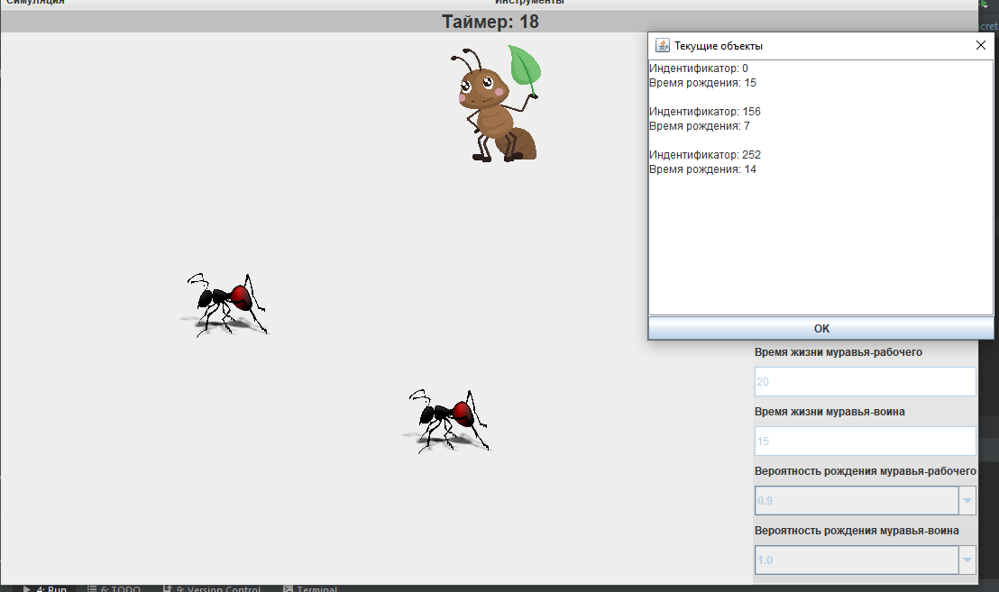 Симуляция Инструменты
Таймер: 18
Текущие объекты
Индентификатор: 0
Время рождения: 15
Индентификатор: 156
Время рождения: 7
Индентификатор: 252
Время рождения: 14
OK
Время жизни муравья-рабочего
20
Время жизни муравья-воина
15
Вероятность рождения муравья-рабочего
0.9
Вероятность рождения муравья-воина
1.0
cret
4: Run 6: TODO 9: Version Control Terminal